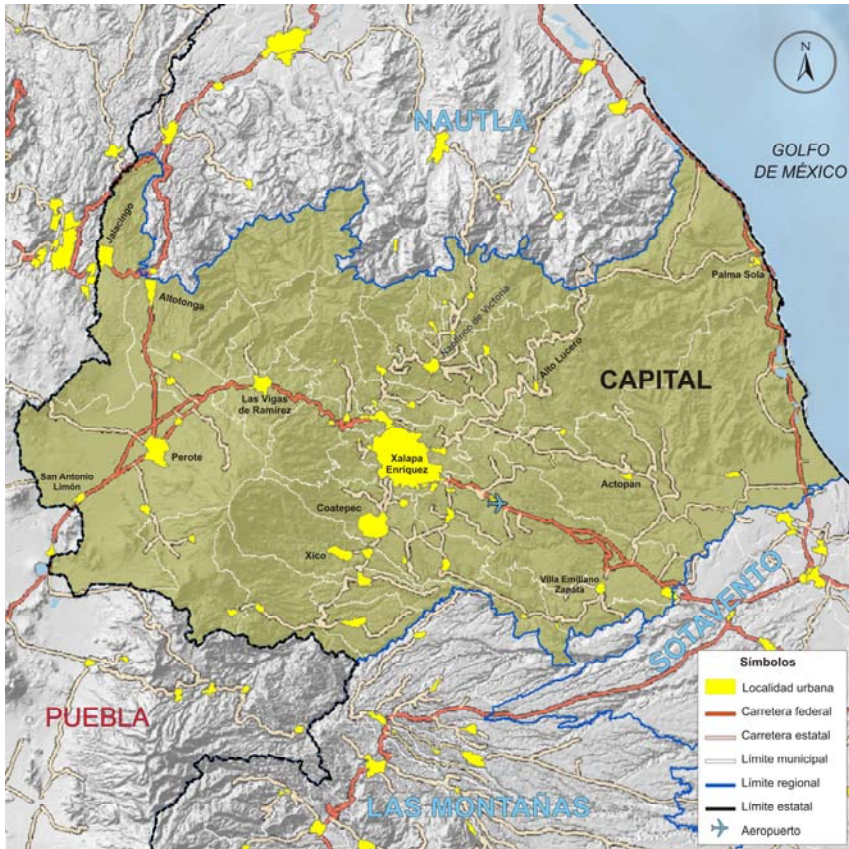 N
NAUTLA
GOLFO
DE MÉXICO
Jalacingo
Palma Sola
Altotonga
Naolinco de Victoria
Alto Lucero
CAPITAL
Las Vigas
de Ramírez
Xalapa
Enríquez
Perote
San Antonio
Limón
Actopan
Coatepec
Xico
Villa Emiliano
Zapata
SOTAVENTO
PUEBLA
LAS MONTAÑAS
Símbolos
Localidad urbana
Carretera federal
Carretera estatal
Límite municipal
Límite regional
Límite estatal
Aeropuerto